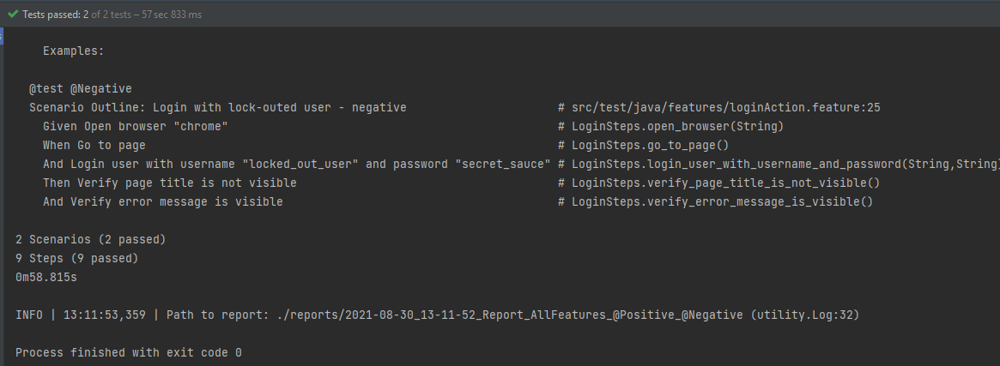 Tests passed: 2 of 2 tests – 57 sec 833 ms
Examples:
@test @Negative
Scenario Outline: Login with lock-outed user - negative # src/test/java/features/loginAction.feature:25
Given Open browser "chrome" # LoginSteps.open_browser(String)
When Go to page # LoginSteps.go_to_page()
And Login user with username "locked_out_user" and password "secret_sauce" # LoginSteps.login_user_with_username_and_password(String,String)
Then Verify page title is not visible # LoginSteps.verify_page_title_is_not_visible()
And Verify error message is visible # LoginSteps.verify_error_message_is_visible()
2 Scenarios (2 passed)
9 Steps (9 passed)
0m58.815s
INFO | 13:11:53,359 | Path to report: ./reports/2021-08-30_13-11-52_Report_AllFeatures_@Positive_@Negative (utility.Log:32)
Process finished with exit code 0